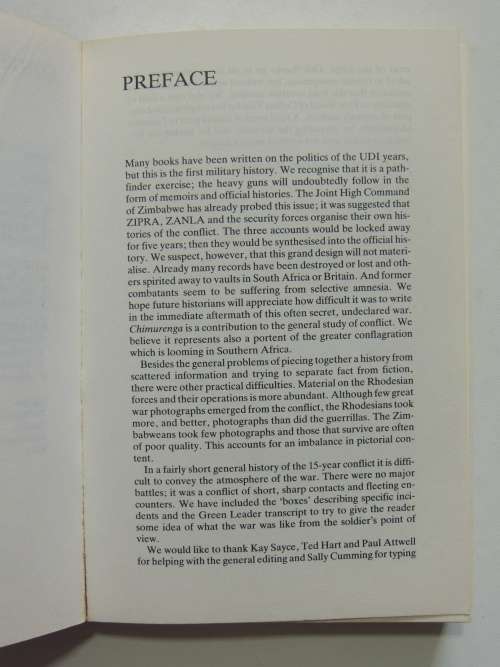 PREFACE
Many books have been written on the politics of the UDI years,
but this is the first military history. We recognise that it is a path-
finder exercise; the heavy guns will undoubtedly follow in the
form of memoirs and official histories. The Joint High Command
of Zimbabwe has already probed this issue; it was suggested that
ZIPRA, ZANLA and the security forces organise their own his-
tories of the conflict. The three accounts would be locked away
for five years; then they would be synthesised into the official his-
tory. We suspect, however, that this grand design will not materi-
alise. Already many records have been destroyed or lost and oth-
ers spirited away to vaults in South Africa or Britain. And former
combatants seem to be suffering from selective amnesia. We
hope future historians will appreciate how difficult it was to write
in the immediate aftermath of this often secret, undeclared war.
Chimurenga is a contribution to the general study of conflict. We
believe it represents also a portent of the greater conflagration
which is looming in Southern Africa.
Besides the general problems of piecing together a history from
scattered information and trying to separate fact from fiction,
there were other practical difficulties. Material on the Rhodesian
forces and their operations is more abundant. Although few great
war photographs emerged from the conflict, the Rhodesians took
more, and better, photographs than did the guerrillas. The Zim-
babweans took few photographs and those that survive are often
of poor quality. This accounts for an imbalance in pictorial con-
tent.
In a fairly short general history of the 15-year conflict it is diffi-
cult to convey the atmosphere of the war. There were no major
battles; it was a conflict of short, sharp contacts and fleeting en-
counters. We have included the 'boxes' describing specific inci-
dents and the Green Leader transcript to try to give the reader
some idea of what the war was like from the soldier's point of
view.
We would like to thank Kay Sayce, Ted Hart and Paul Attwell
for helping with the general editing and Sally Cumming for typing